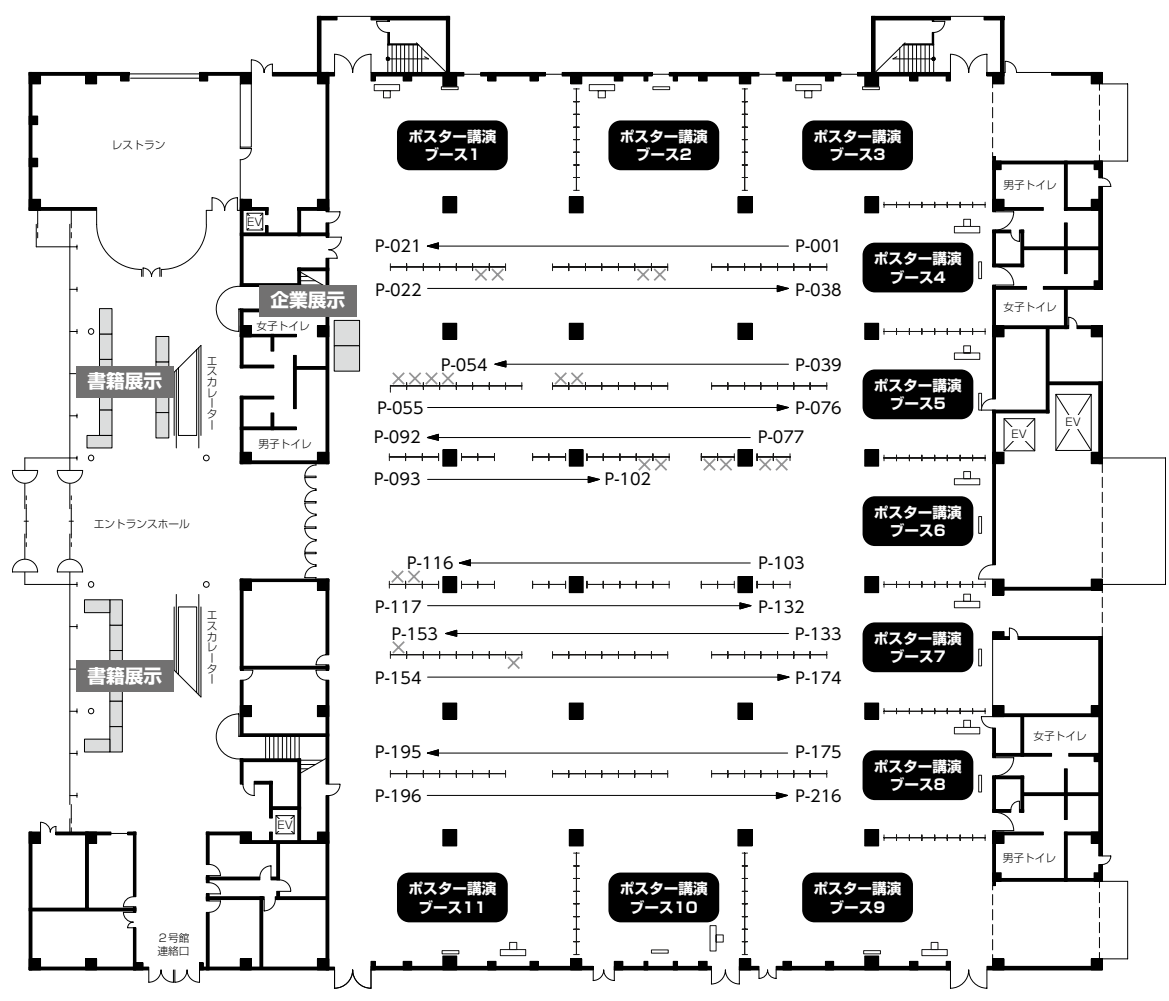 ポスター講演
ブース1
ポスター講演
ブース2
ポスター講演
ブース3
レストラン
男子トイレ
EV
P-021
P-001
ポスター講演
ブース4
P-022
P-038
企業展示
女子トイレ
女子トイレ
P-054
P-039
書籍展示
エスカレーター
ポスター講演
ブース5
P-055
P-076
P-092
P-077
男子トイレ
EV
EV
P-093
P-102
エントランスホール
ポスター講演
ブース6
P-116
P-103
P-117
P-132
エスカレーター
P-153
P-133
ポスター講演
ブース7
書籍展示
P-154
P-174
女子トイレ
P-195
P-175
ポスター講演
ブース8
P-196
P-216
EV
男子トイレ
ポスター講演
ブース11
ポスター講演
ブース10
ポスター講演
ブース9
2号館
連絡口